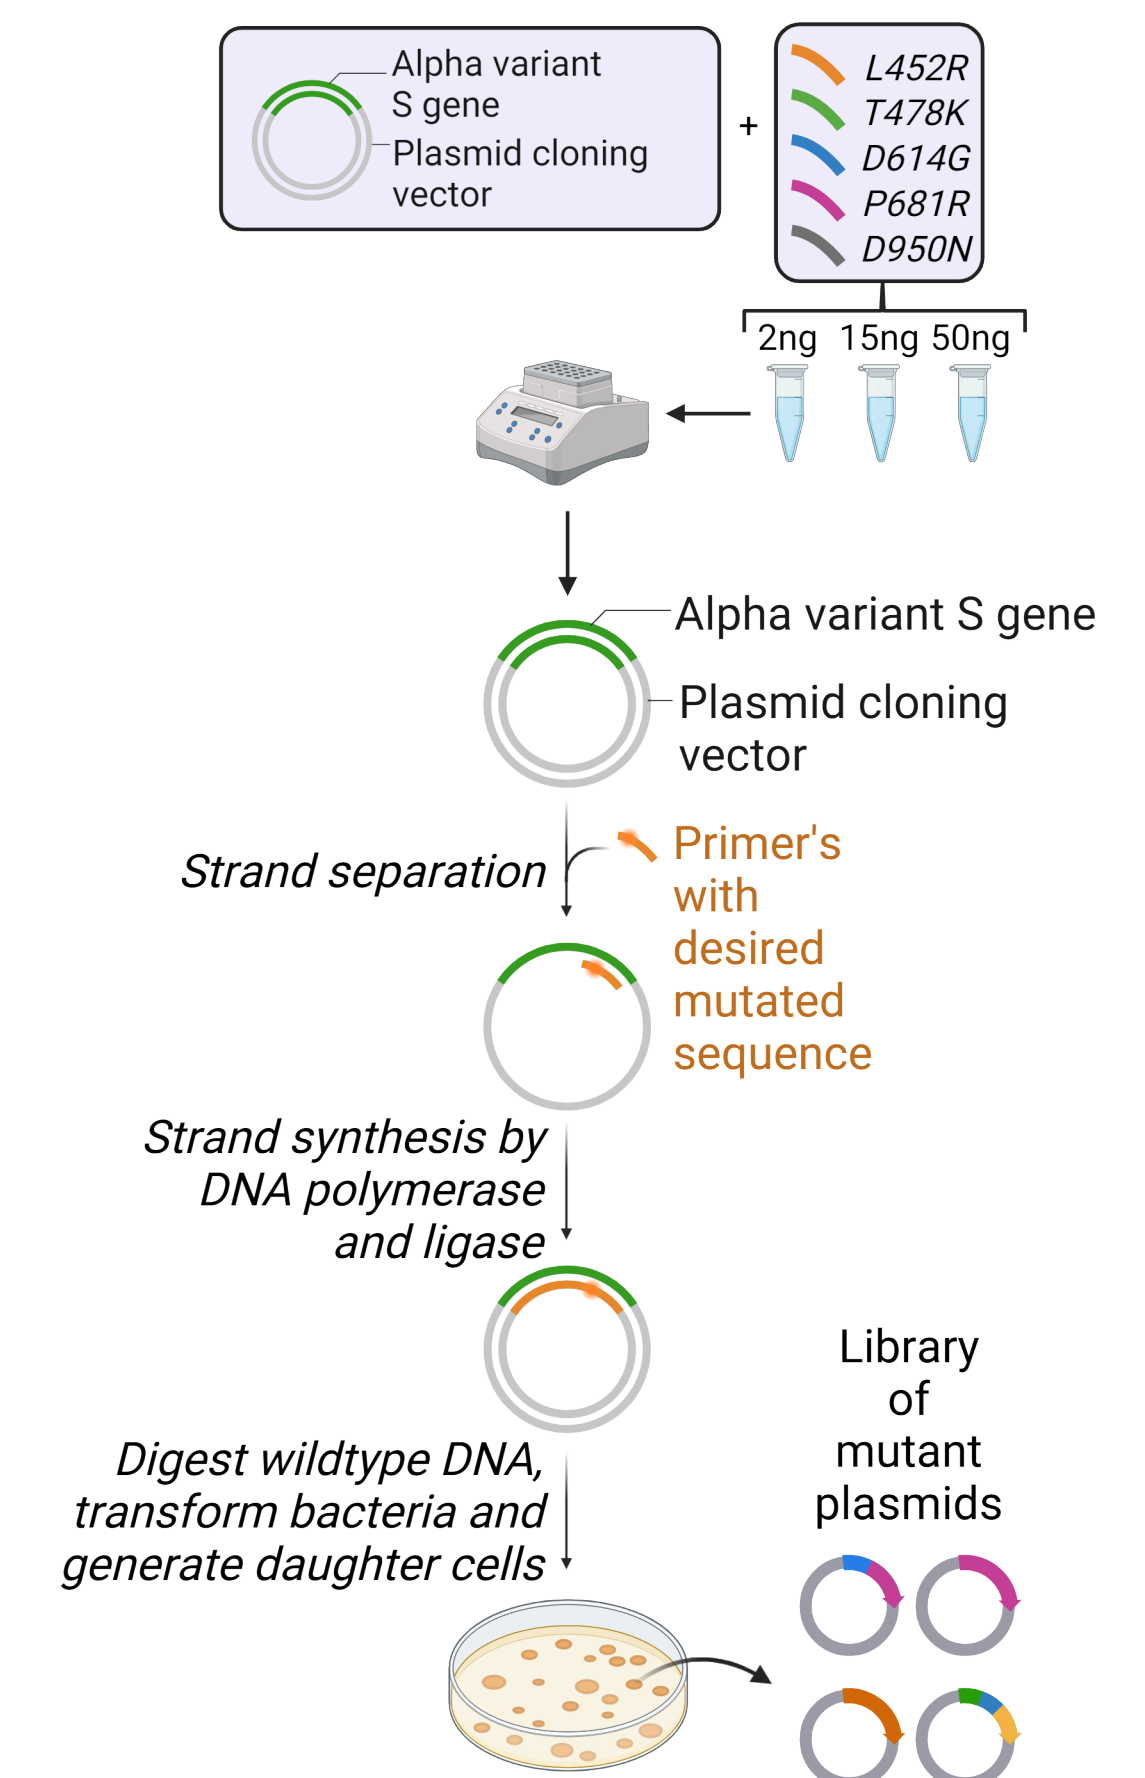 Alpha variant
S gene
Plasmid cloning
vector
+
L452R
T478K
D614G
P681R
D950N
2ng 15ng 50ng
Alpha variant S gene
Plasmid cloning
vector
Strand separation
Primer's
with
desired
mutated
sequence
Strand synthesis by
DNA polymerase
and ligase
Digest wildtype DNA,
transform bacteria and
generate daughter cells
Library
of
mutant
plasmids